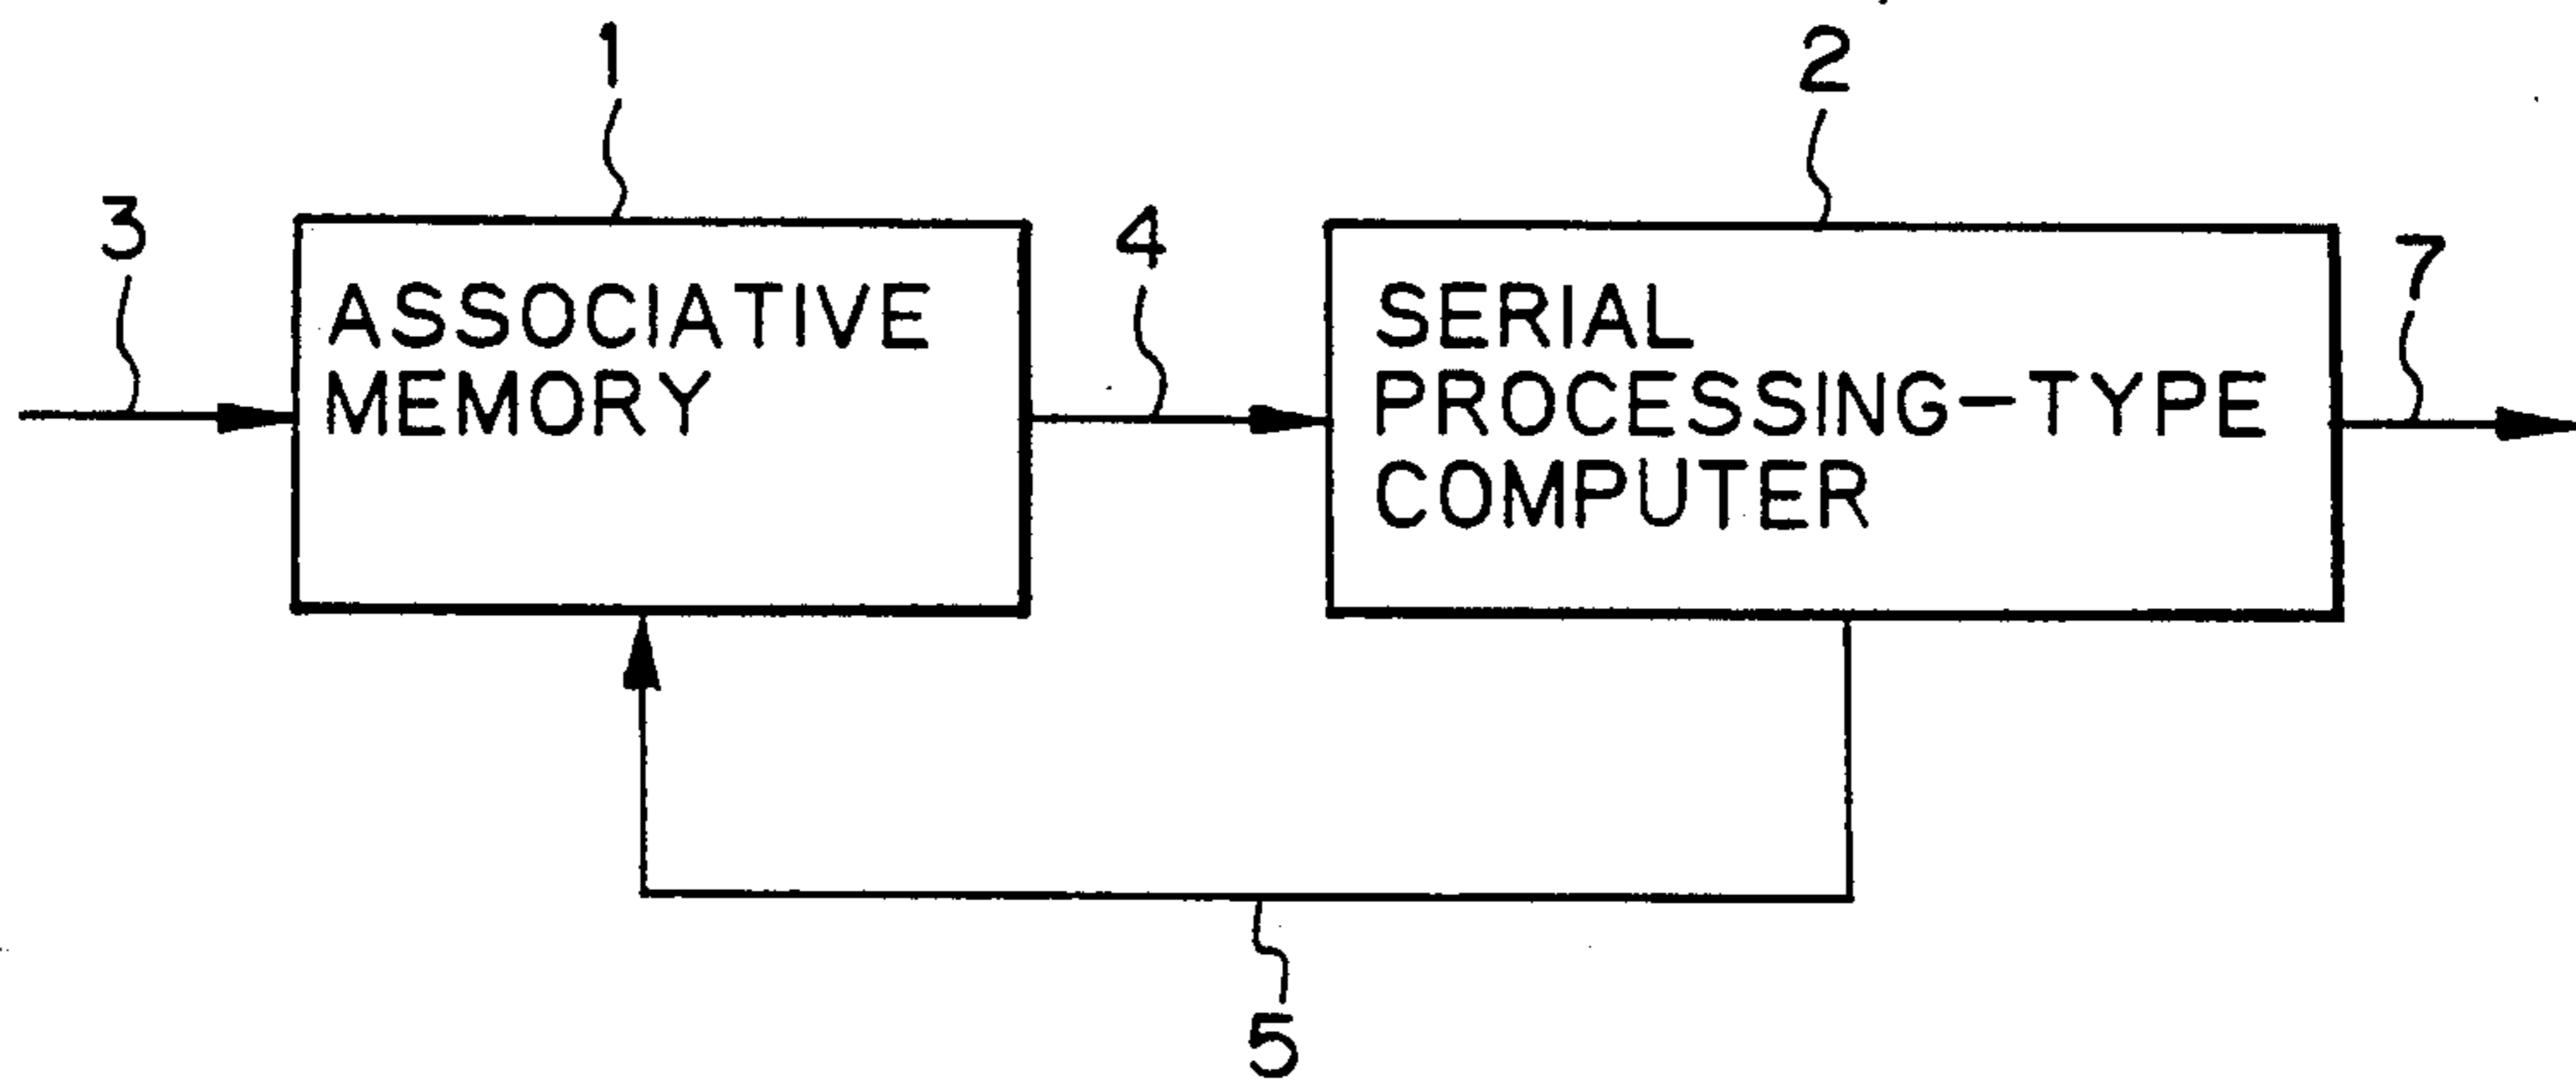 1
2
3
4
7
ASSOCIATIVE
MEMORY
SERIAL
PROCESSING-TYPE
COMPUTER
5